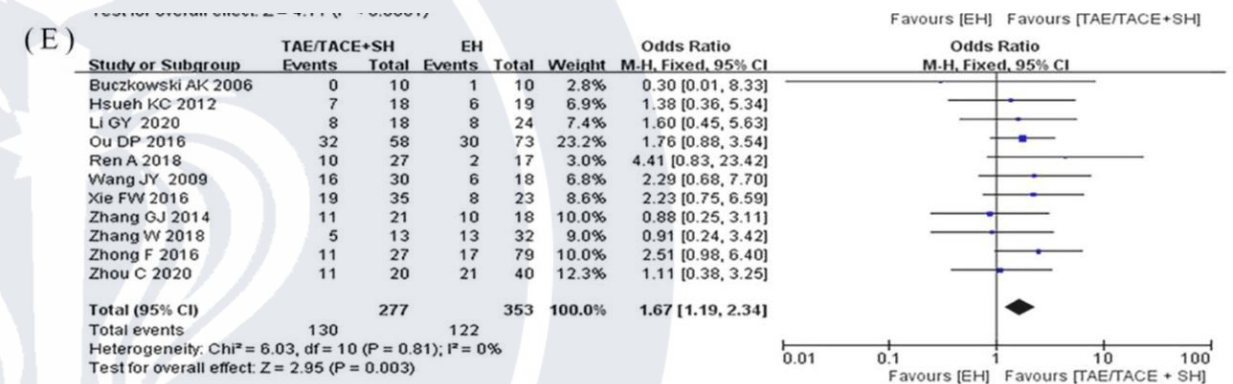 Favours [EH] Favours [TAE/TACE+SH]
(E)
TAE/TACE+SH EH Odds Ratio Odds Ratio
Study or Subgroup Events Total Events Total Weight M-H, Fixed, 95% CI M-H, Fixed, 95% CI
Buczkowski AK 2006 0 10 1 10 2.8% 0.30 [0.01, 8.33]
Hsueh KC 2012 7 18 6 19 6.9% 1.38 [0.36, 5.34]
Li GY 2020 8 18 8 24 7.4% 1.60 [0.45, 5.63]
Ou DP 2016 32 58 30 73 23.2% 1.76 [0.88, 3.54]
Ren A 2018 10 27 2 17 3.0% 4.41 [0.83, 23.42]
Wang JY 2009 16 30 6 18 6.8% 2.29 [0.68, 7.70]
Xie FW 2016 19 35 8 23 8.6% 2.23 [0.75, 6.59]
Zhang GJ 2014 11 21 10 18 10.0% 0.88 [0.25, 3.11]
Zhang W 2018 5 13 13 32 9.0% 0.91 [0.24, 3.42]
Zhong F 2016 11 27 17 79 10.0% 2.51 [0.98, 6.40]
Zhou C 2020 11 20 21 40 12.3% 1.11 [0.38, 3.25]
Total (95% CI) 277 353 100.0% 1.67 [1.19, 2.34]
Total events 130 122
Heterogeneity: Chi² = 6.03, df = 10 (P = 0.81); I² = 0%
Test for overall effect: Z = 2.95 (P = 0.003)
0.01 0.1 1 10 100
Favours [EH] Favours [TAE/TACE + SH]